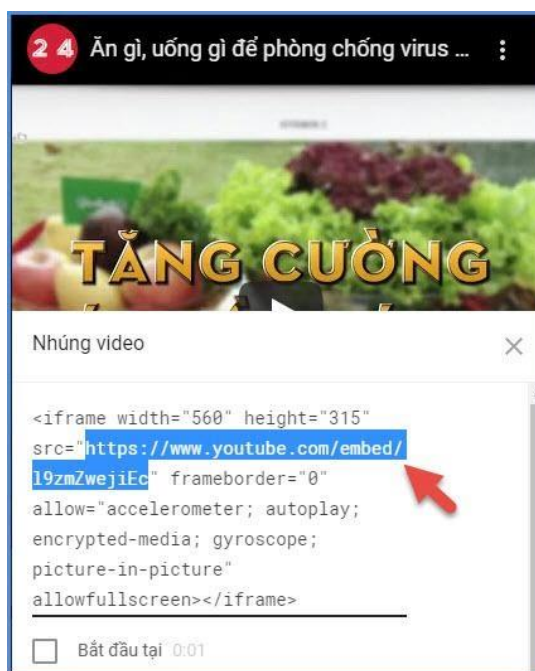 24 Ăn gì, uống gì để phòng chống virus ...
TĂNG CƯỜNG
Nhúng video
<iframe width="560" height="315"
src="https://www.youtube.com/embed/
l9zmZwejiEc" frameborder="0"
allow="accelerometer; autoplay;
encrypted-media; gyroscope;
picture-in-picture"
allowfullscreen></iframe>
Bắt đầu tại 0:01